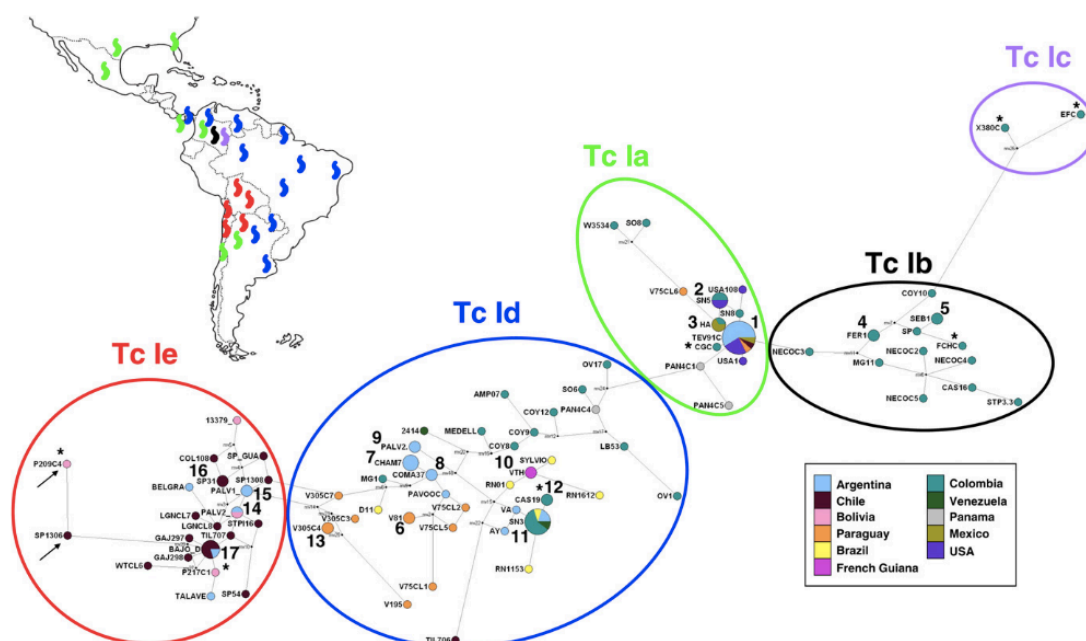 Tc Ic
EFC
X380C
Tc Ia
SO8
V75CL6
USA108
2
SN5
SN8
3
HA
1
TEV91C
CGC
USA1
PAN4C1
PAN4C5
Tc Ib
COY10
4
5
SEB1
FER1
SP
FCHC
NECOC3
NECOC2
MG11
NECOC4
CAS16
NECOC5
STP3.3
Tc Id
OV17
SO6
AMP07
PAN4C4
COY12
2414
MEDELL
COY9
9
PALV2.
COY8
LB53
7
CHAM7
8
10
SYLVIO
COMA37
VTH
MG1
RN01
12
V305C7
PAVOOC
CAS19
RN1612
OV1
D11
V75CL2
VA
V305C3
V81
SN3
V305C4
6
V75CL5
AY
11
13
RN1153
V75CL1
V195
TIL706
Tc Ie
13379_
P209C4
COL108
SP_GUA
16
SP31
SP1308
BELGRA
PALV1_
15
PALV2_
14
LGNCL7
STPI16
LGNCL8
SP1306
GAJ297
TIL707
BAJO_D
17
GAJ298
WTCL6
P217C1
TALAVE
SP54
Argentina
Chile
Bolivia
Paraguay
Brazil
French Guiana
Colombia
Venezuela
Panama
Mexico
USA